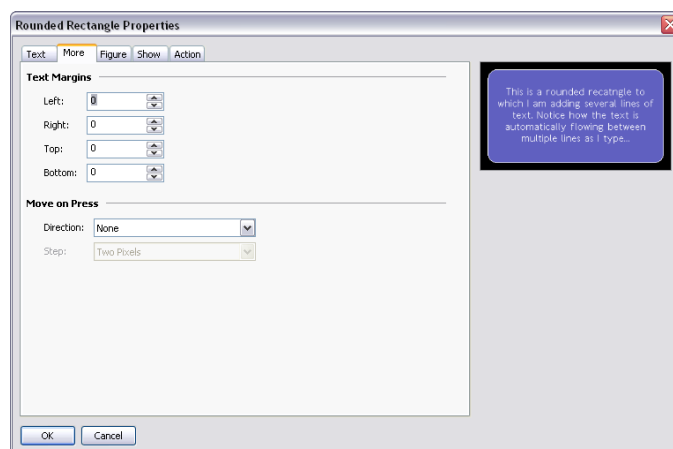 Rounded Rectangle Properties
Text More Figure Show Action
Text Margins
Left: 0
Right: 0
Top: 0
Bottom: 0
Move on Press
Direction: None
Step: Two Pixels
This is a rounded recatngle to
which I am adding several lines of
text. Notice how the text is
automatically flowing between
multiple lines as I type...
OK Cancel